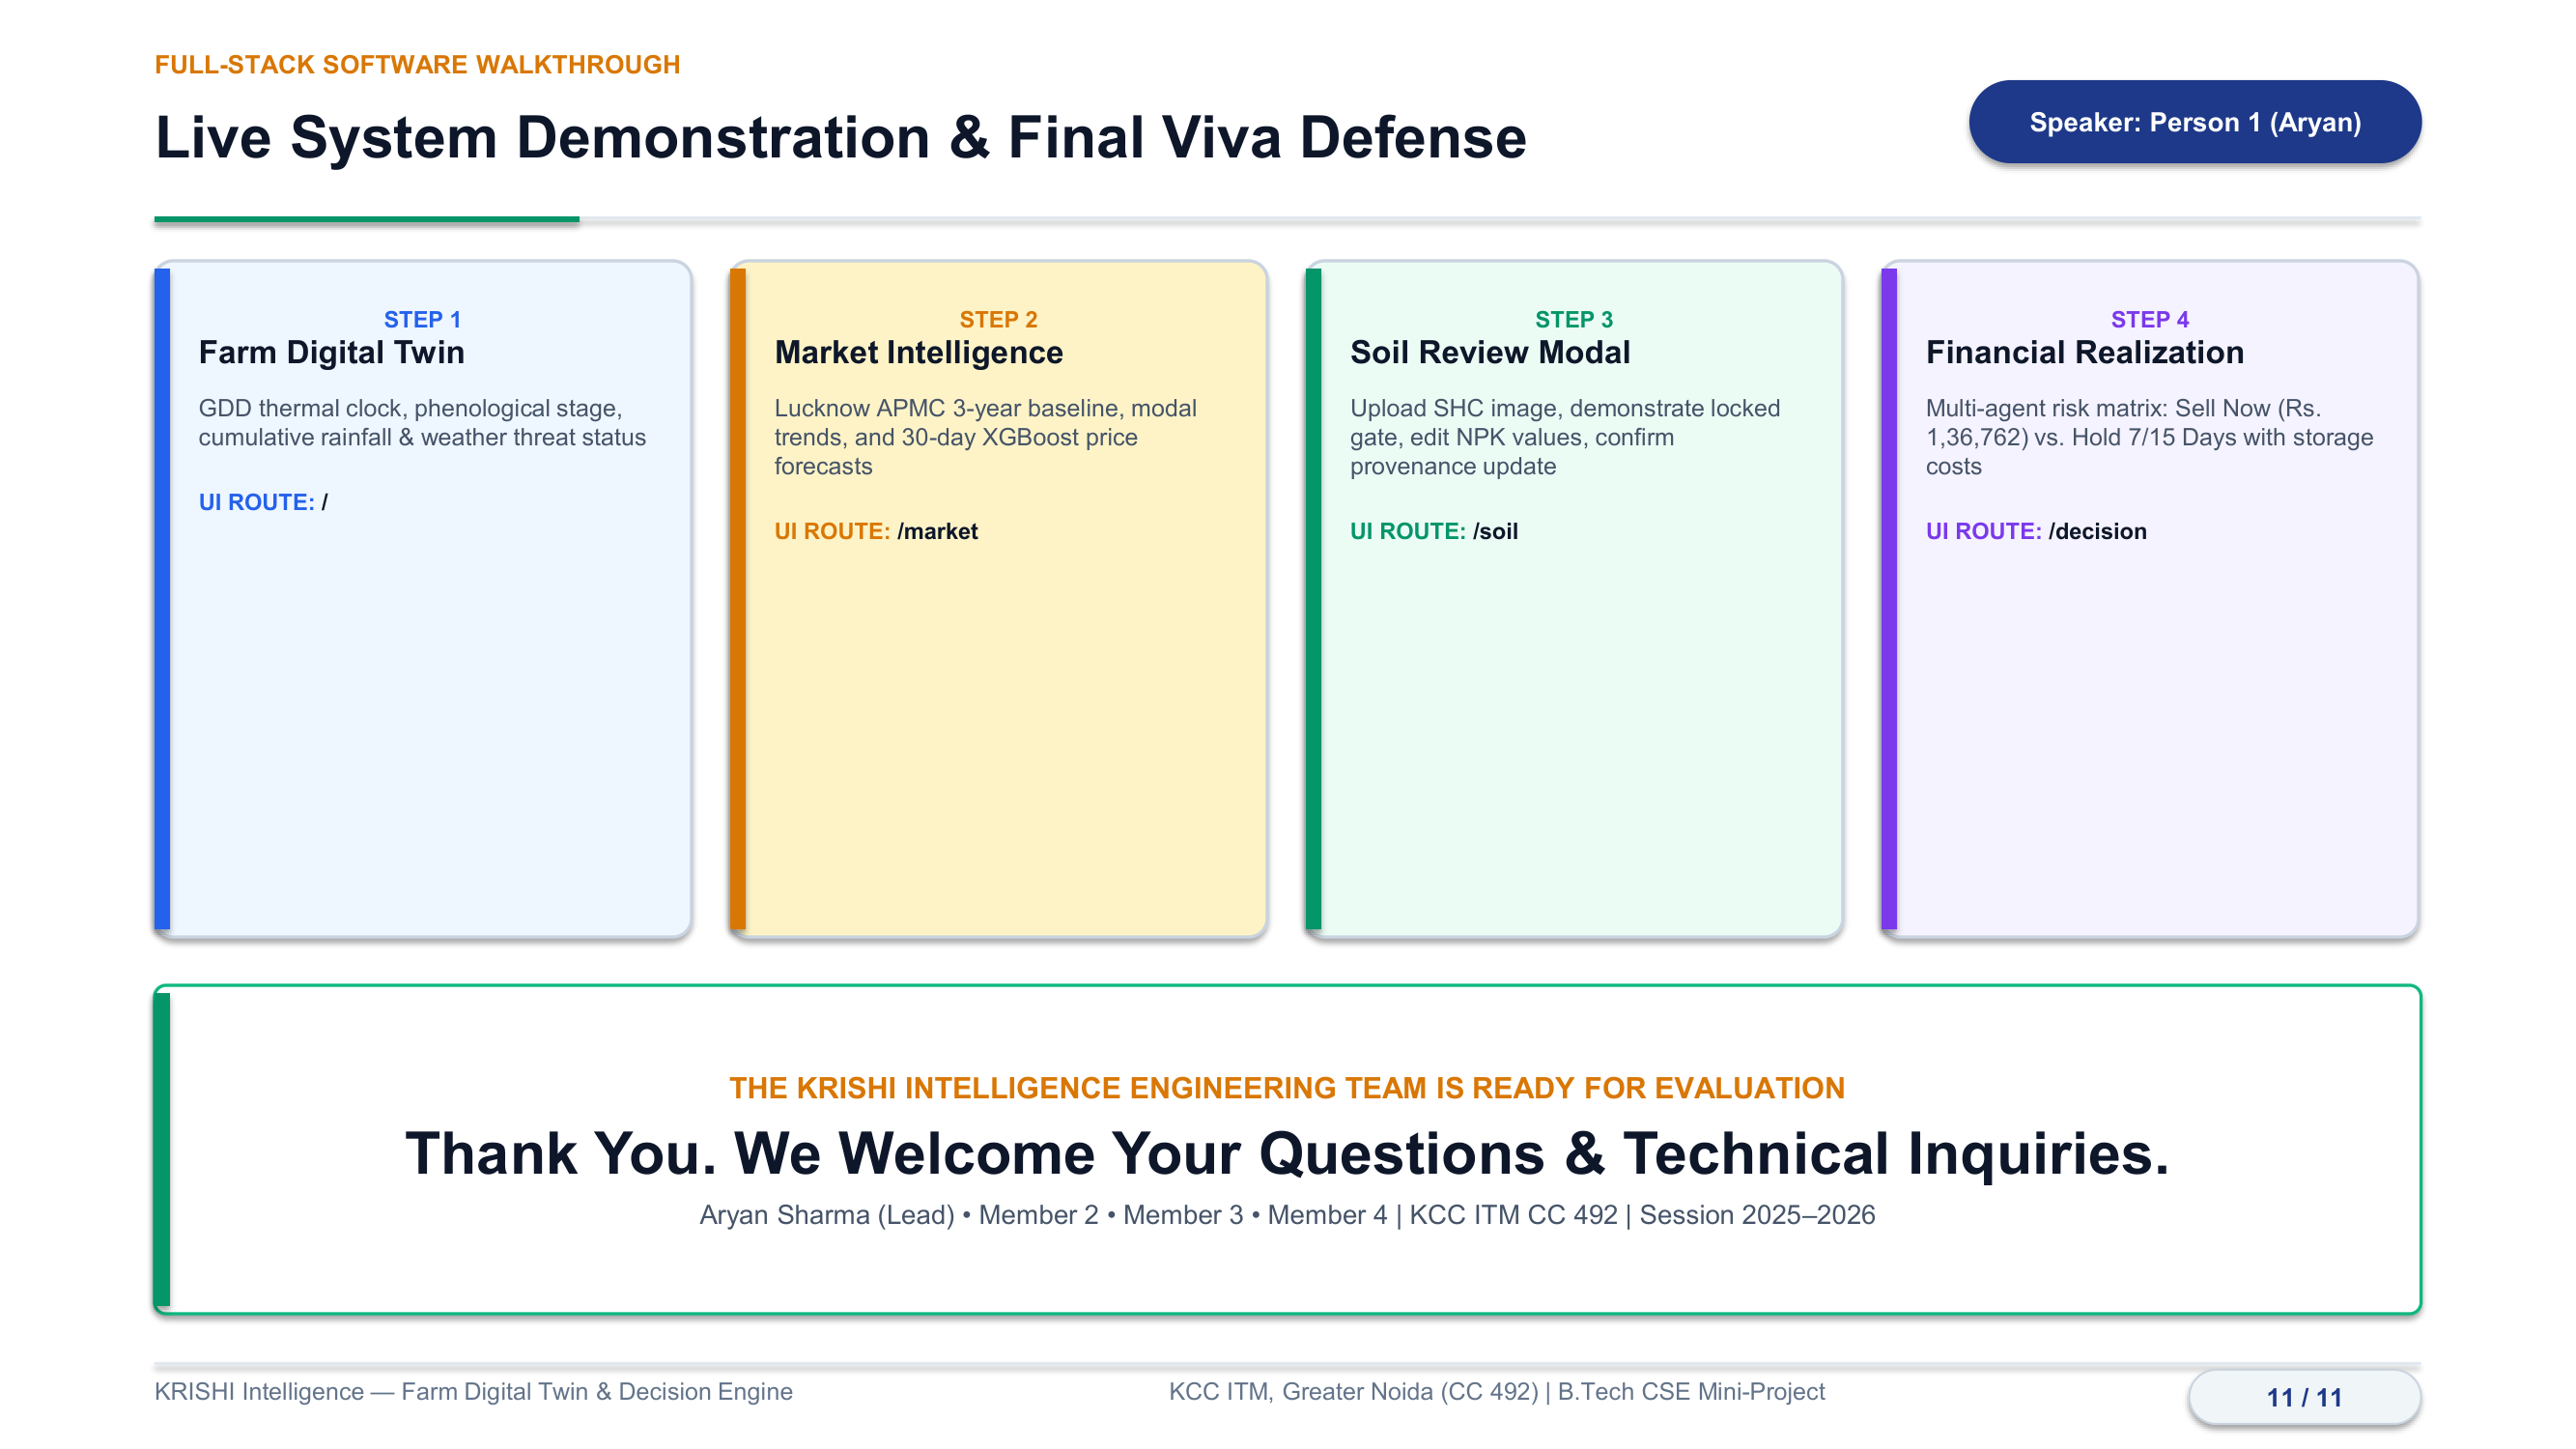 FULL-STACK SOFTWARE WALKTHROUGH
Live System Demonstration & Final Viva Defense
Speaker: Person 1 (Aryan)
STEP 1
Farm Digital Twin
GDD thermal clock, phenological stage,
cumulative rainfall & weather threat status
UI ROUTE: /
STEP 2
Market Intelligence
Lucknow APMC 3-year baseline, modal
trends, and 30-day XGBoost price
forecasts
UI ROUTE: /market
STEP 3
Soil Review Modal
Upload SHC image, demonstrate locked
gate, edit NPK values, confirm
provenance update
UI ROUTE: /soil
STEP 4
Financial Realization
Multi-agent risk matrix: Sell Now (Rs.
1,36,762) vs. Hold 7/15 Days with storage
costs
UI ROUTE: /decision
THE KRISHI INTELLIGENCE ENGINEERING TEAM IS READY FOR EVALUATION
Thank You. We Welcome Your Questions & Technical Inquiries.
Aryan Sharma (Lead) • Member 2 • Member 3 • Member 4 | KCC ITM CC 492 | Session 2025–2026
KRISHI Intelligence — Farm Digital Twin & Decision Engine
KCC ITM, Greater Noida (CC 492) | B.Tech CSE Mini-Project
11 / 11